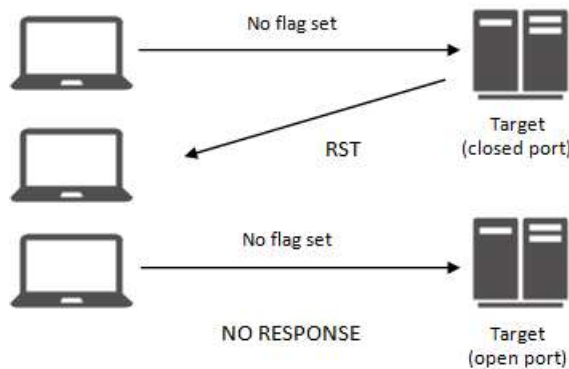 No flag set
Target
(closed port)
RST
No flag set
NO RESPONSE
Target
(open port)